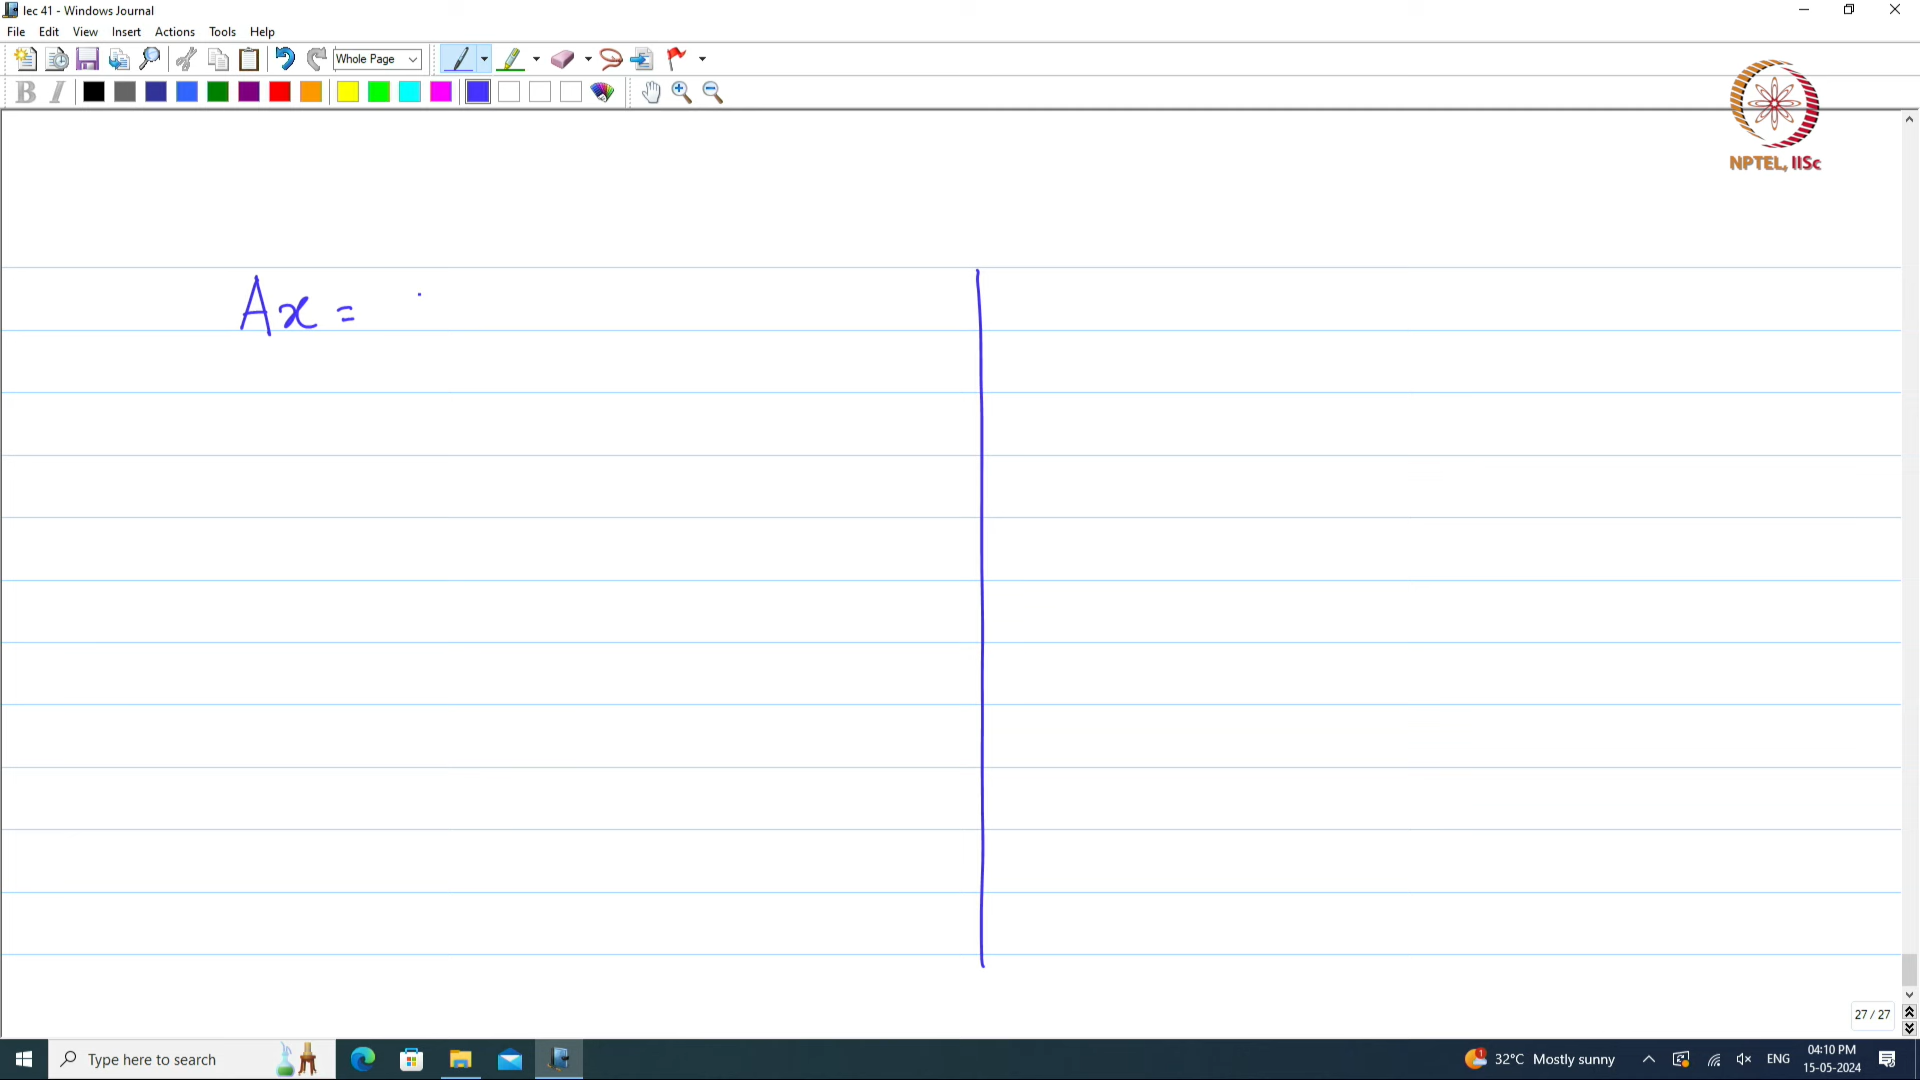 lec 41 - Windows Journal
File Edit View Insert Actions Tools Help
Whole Page
B I
NPTEL, IISc
Ax =
27 / 27
Type here to search
32°C Mostly sunny
ENG
04:10 PM
15-05-2024